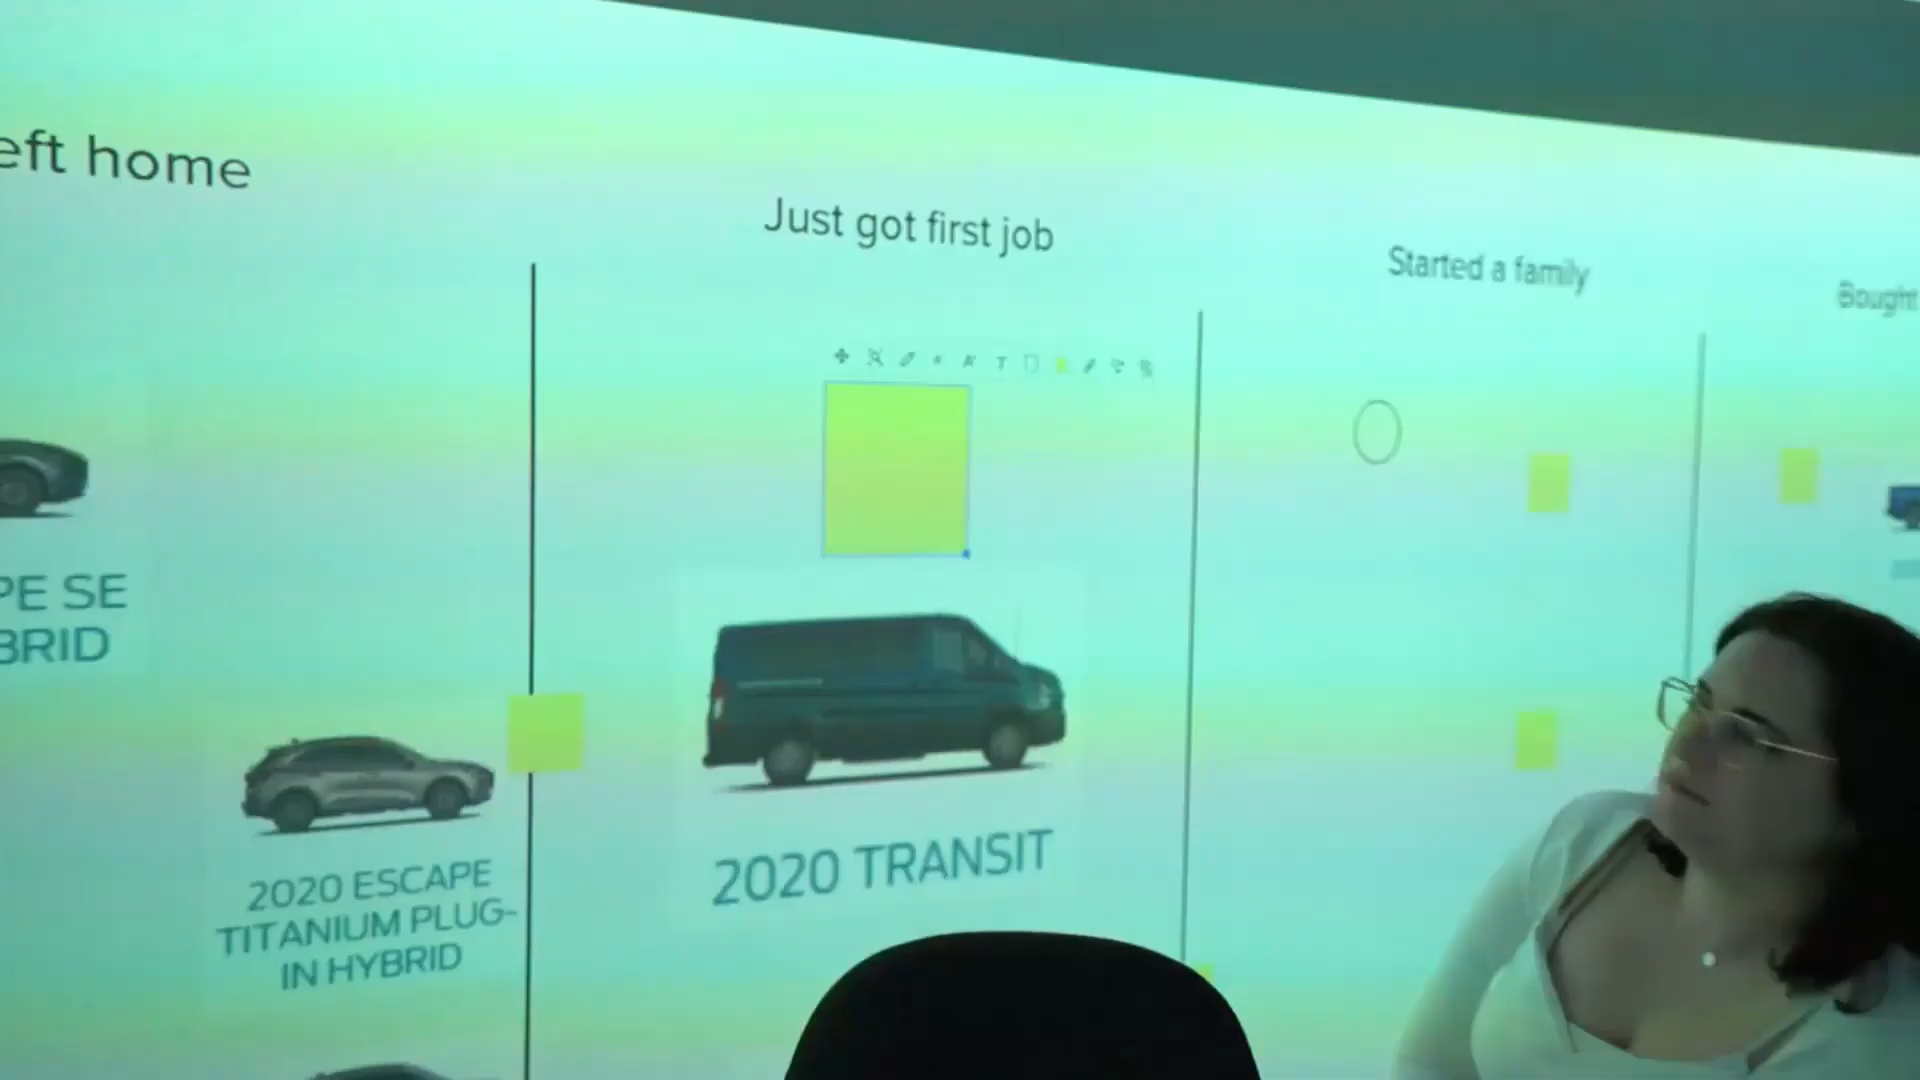 eft home
Just got first job
Started a family
Bought
PE SE
BRID
2020 ESCAPE
TITANIUM PLUG-
IN HYBRID
2020 TRANSIT